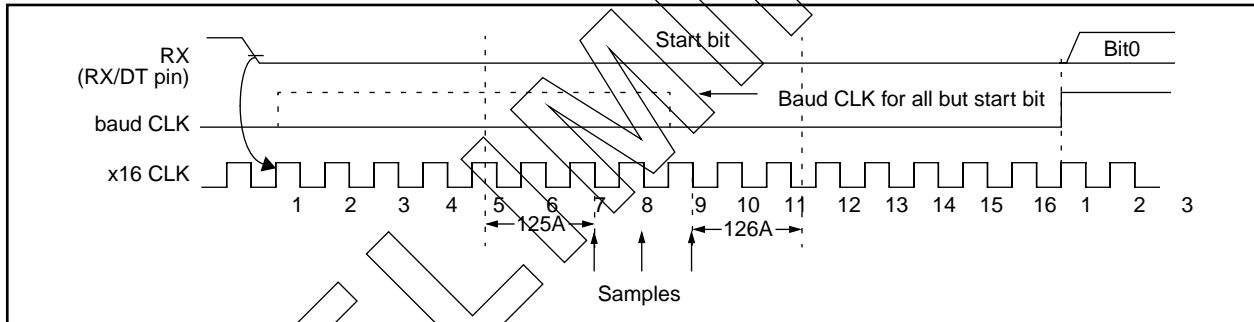 Start bit
RX
(RX/DT pin)
Bit0
Baud CLK for all but start bit
baud CLK
x16 CLK
1 2 3 4 5 6 7 8 9 10 11 12 13 14 15 16 1 2 3
125A 126A
Samples